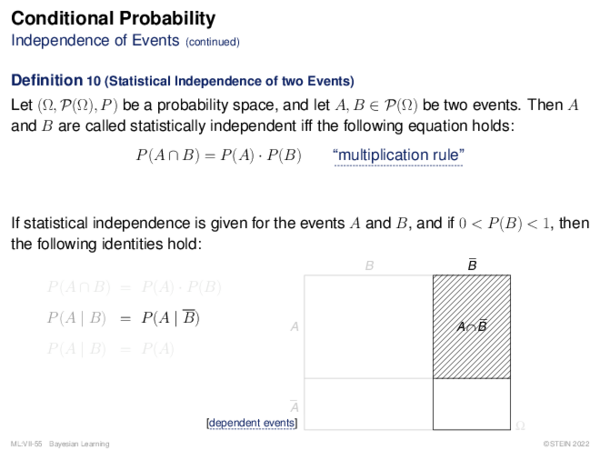 Conditional Probability
Independence of Events (continued)
Definition 10 (Statistical Independence of two Events)
Let (Ω, 𝒫(Ω), P) be a probability space, and let A, B ∈ 𝒫(Ω) be two events. Then A
and B are called statistically independent iff the following equation holds:
P(A ∩ B) = P(A) · P(B) “multiplication rule”
If statistical independence is given for the events A and B, and if 0 < P(B) < 1, then
the following identities hold:
B B̅
P(A ∩ B) = P(A) · P(B)
P(A | B) = P(A | B̅)
A A∩B̅
P(A | B) = P(A)
A̅
[dependent events]
Ω
ML:VII-55 Bayesian Learning ©STEIN 2022